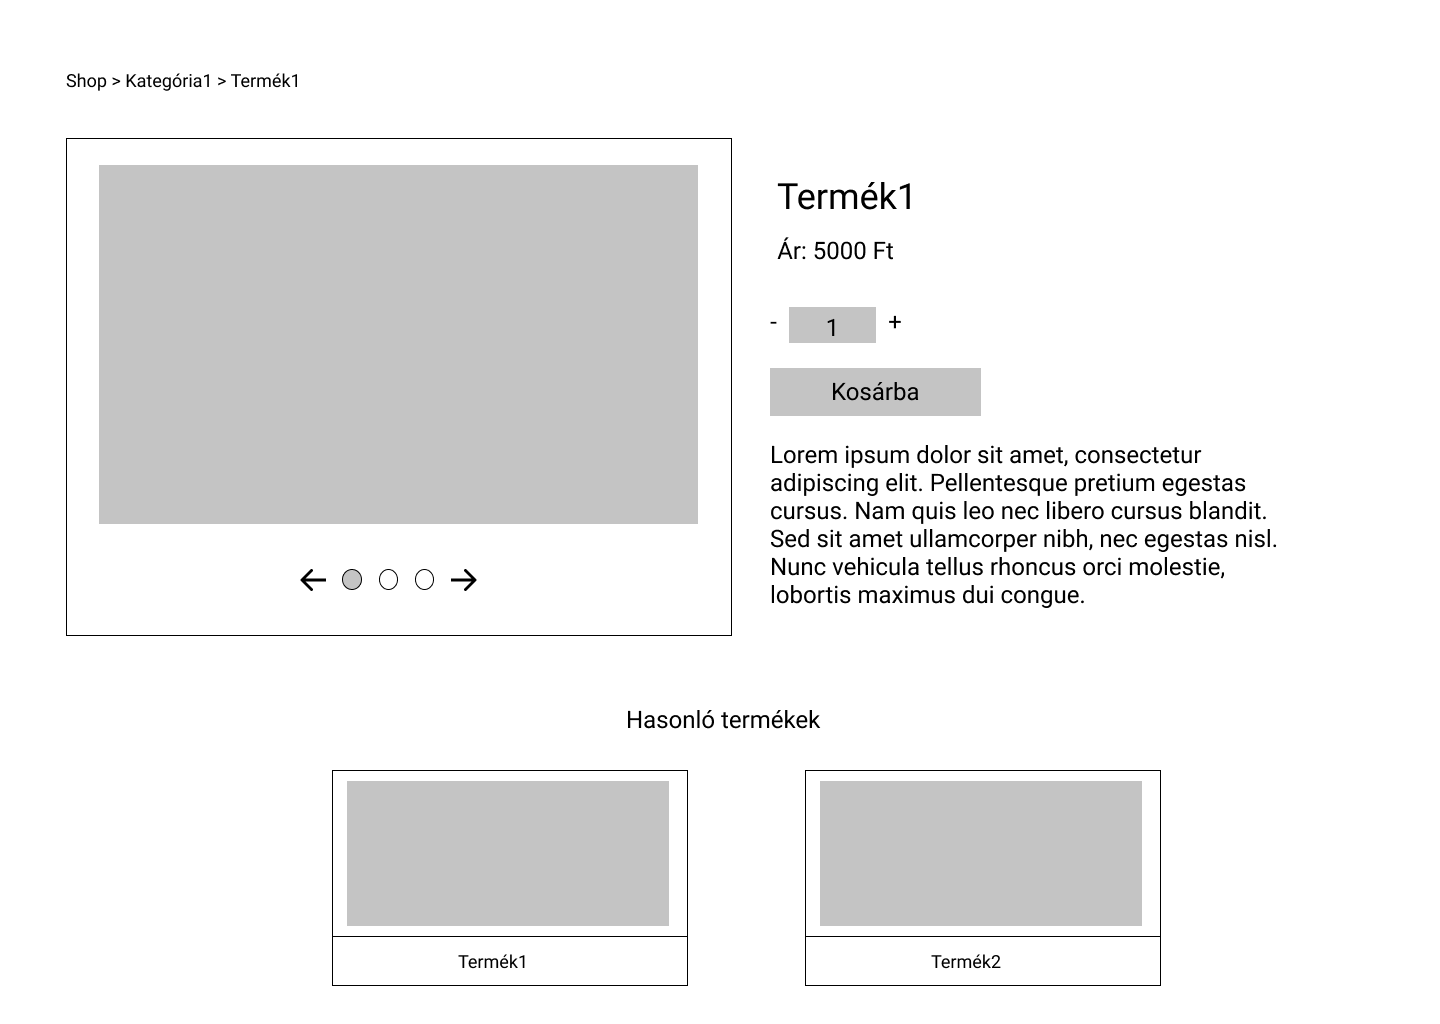 Shop > Kategória1 > Termék1
Termék1
Ár: 5000 Ft
- 1 +
Kosárba
Lorem ipsum dolor sit amet, consectetur
adipiscing elit. Pellentesque pretium egestas
cursus. Nam quis leo nec libero cursus blandit.
Sed sit amet ullamcorper nibh, nec egestas nisl.
Nunc vehicula tellus rhoncus orci molestie,
lobortis maximus dui congue.
Hasonló termékek
Termék1
Termék2